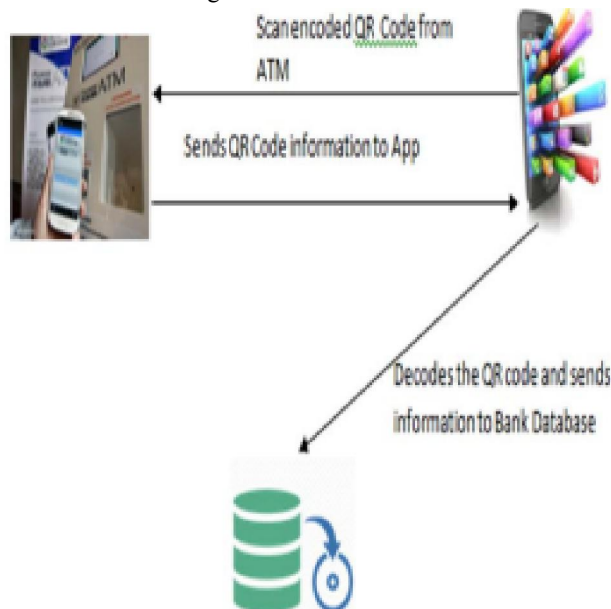 Scan encoded QR Code from
ATM
ATM
Sends QR Code information to App
Decodes the QR code and sends
information to Bank Database